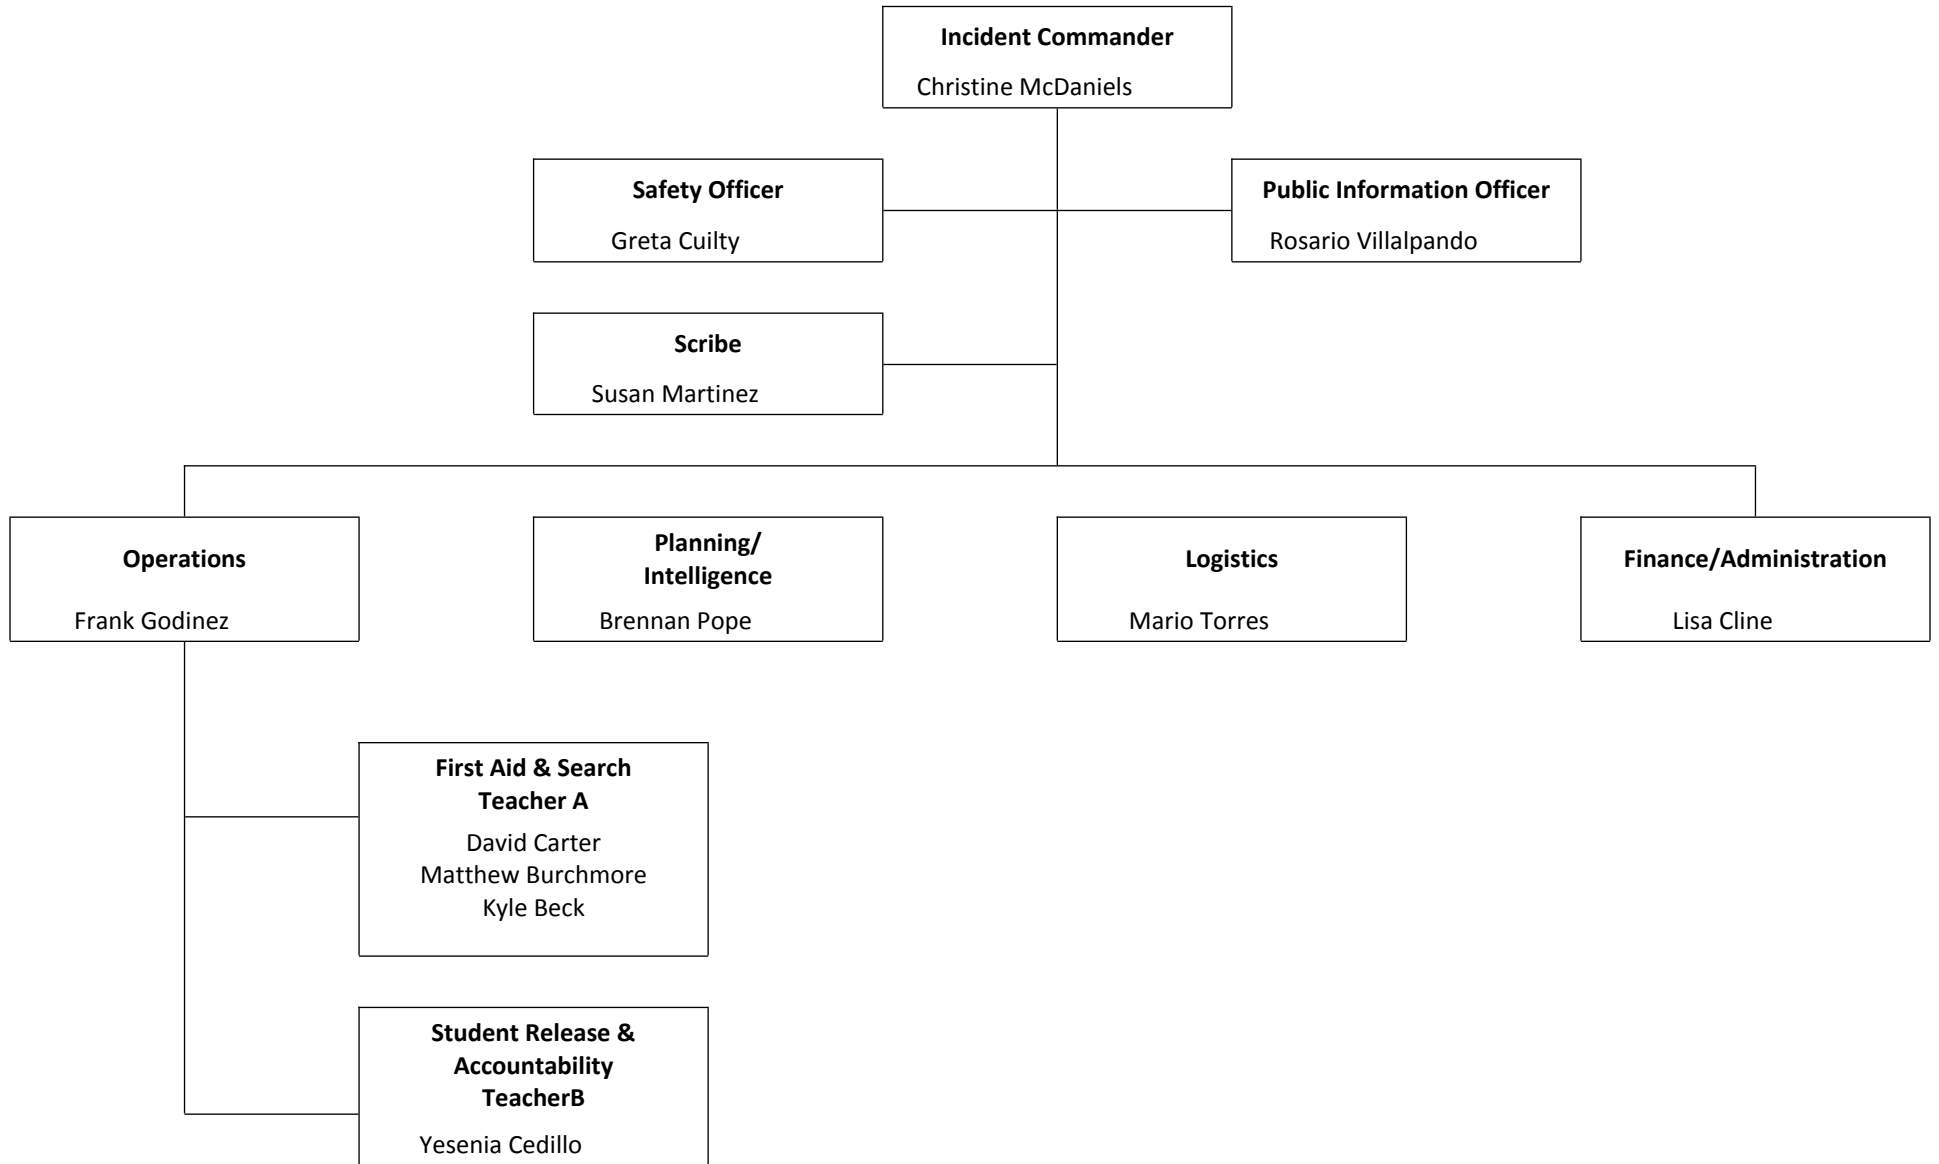 Incident Commander
Christine McDaniels
Safety Officer
Greta Cuilty
Public Information Officer
Rosario Villalpando
Scribe
Susan Martinez
Operations
Frank Godinez
Planning/
Intelligence
Brennan Pope
Logistics
Mario Torres
Finance/Administration
Lisa Cline
First Aid & Search
Teacher A
David Carter
Matthew Burchmore
Kyle Beck
Student Release &
Accountability
TeacherB
Yesenia Cedillo